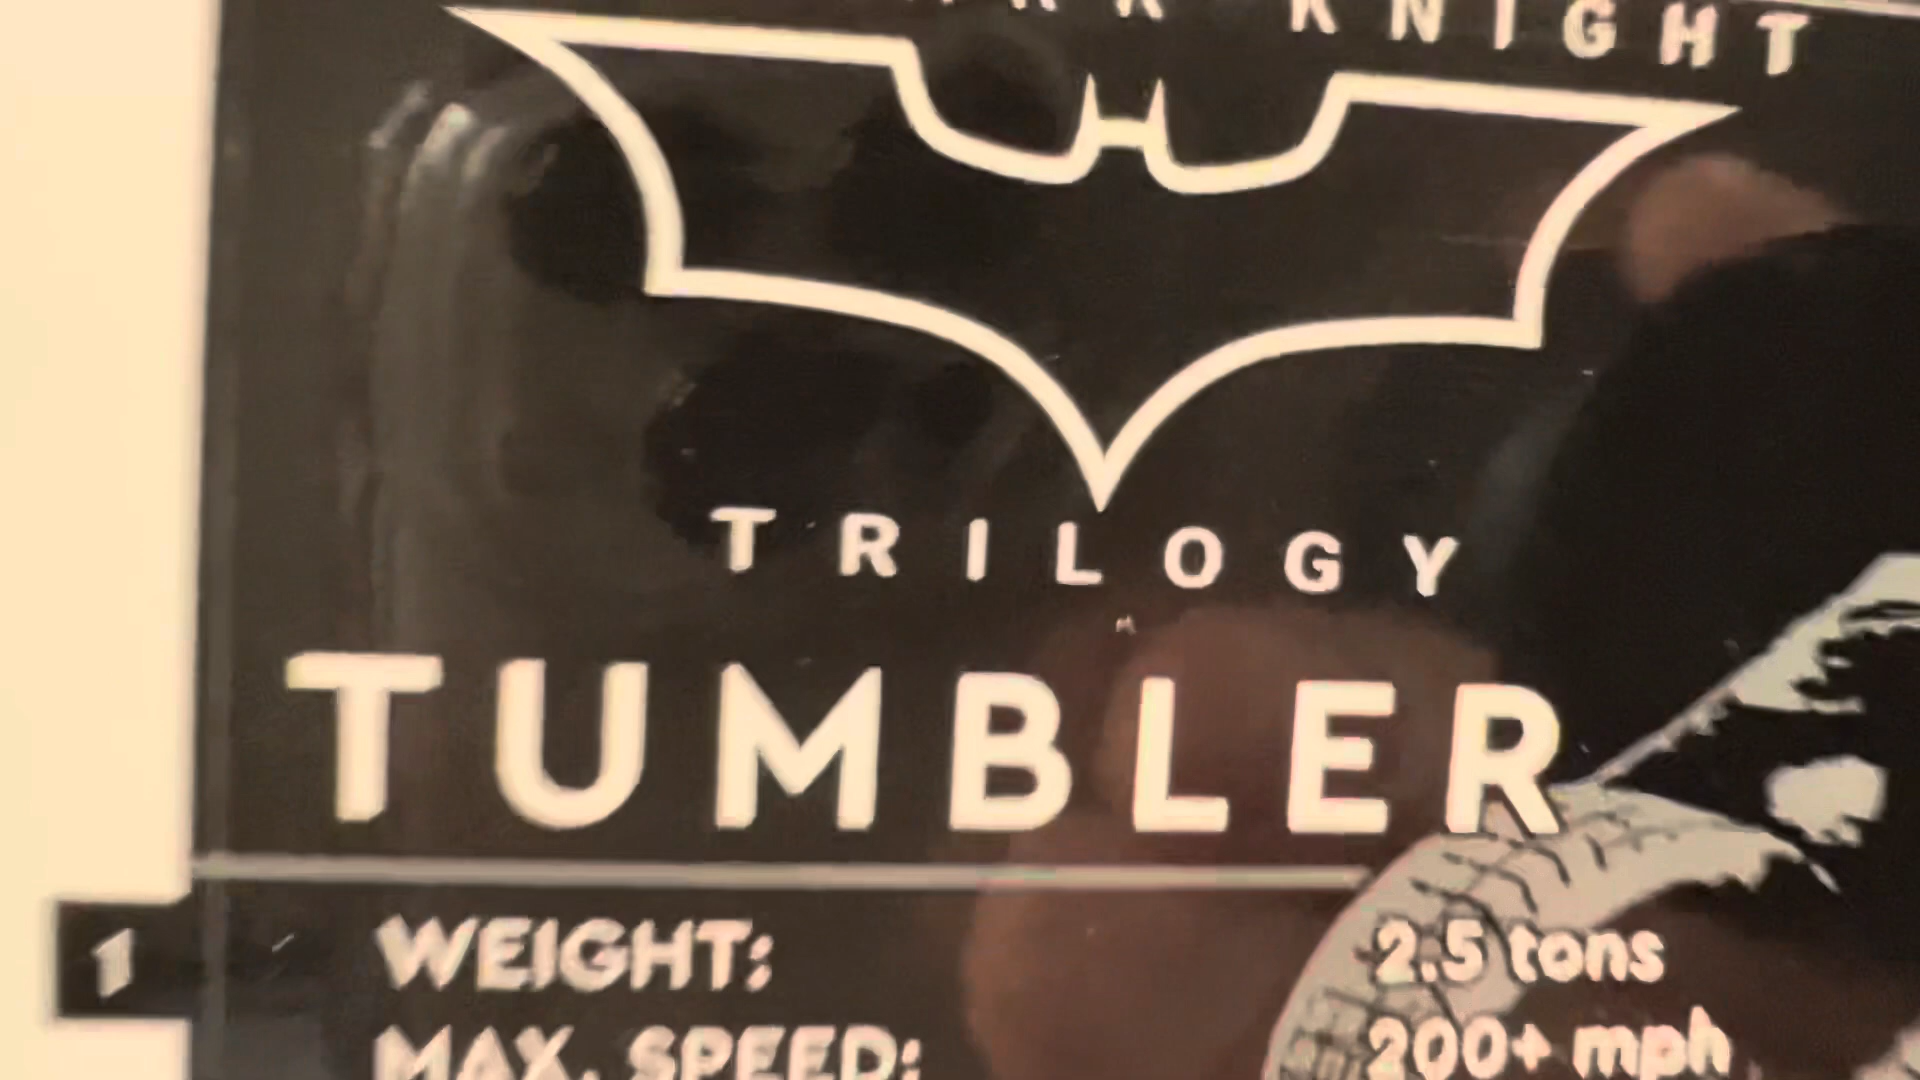 KNIGHT
TRILOGY
TUMBLER
1
WEIGHT: 2.5 tons
MAX. SPEED: 200+ mph